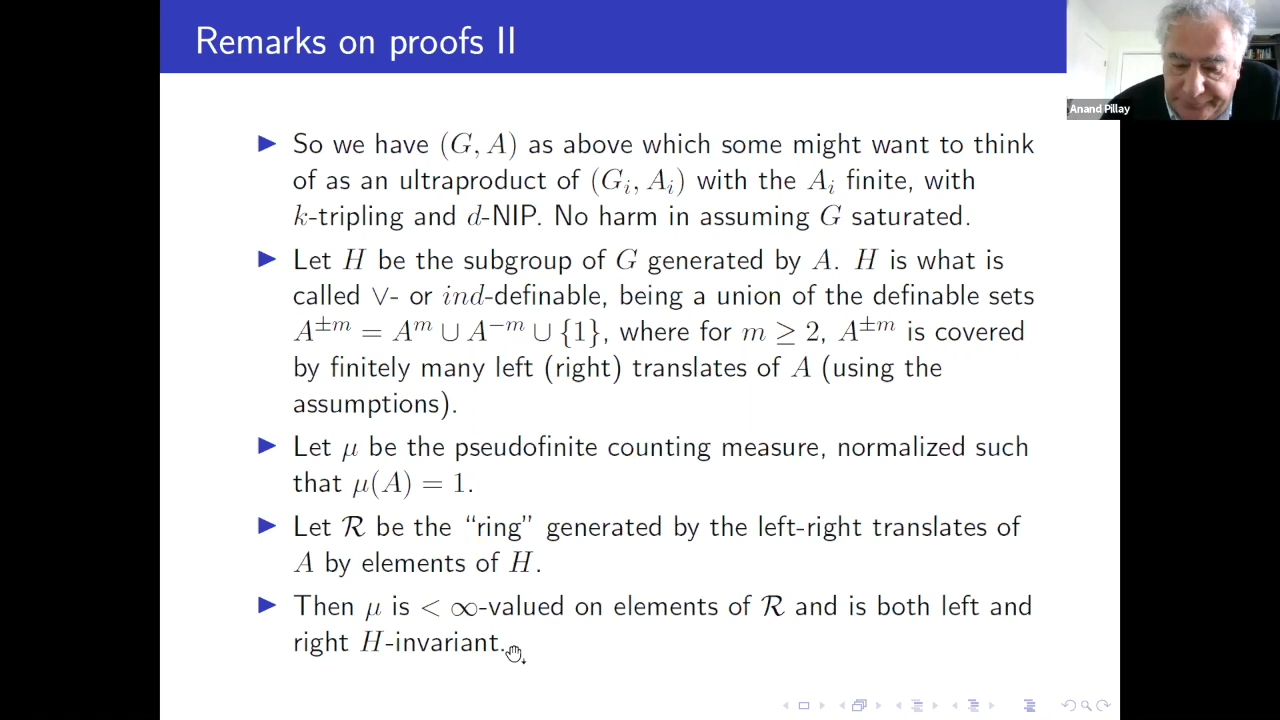 Remarks on proofs II
Anand Pillay
▶ So we have (G, A) as above which some might want to think
of as an ultraproduct of (Gᵢ, Aᵢ) with the Aᵢ finite, with
k-tripling and d-NIP. No harm in assuming G saturated.
▶ Let H be the subgroup of G generated by A. H is what is
called ∨- or ind-definable, being a union of the definable sets
A^{±m} = A^m ∪ A^{−m} ∪ {1}, where for m ≥ 2, A^{±m} is covered
by finitely many left (right) translates of A (using the
assumptions).
▶ Let μ be the pseudofinite counting measure, normalized such
that μ(A) = 1.
▶ Let ℛ be the “ring” generated by the left-right translates of
A by elements of H.
▶ Then μ is < ∞-valued on elements of ℛ and is both left and
right H-invariant.